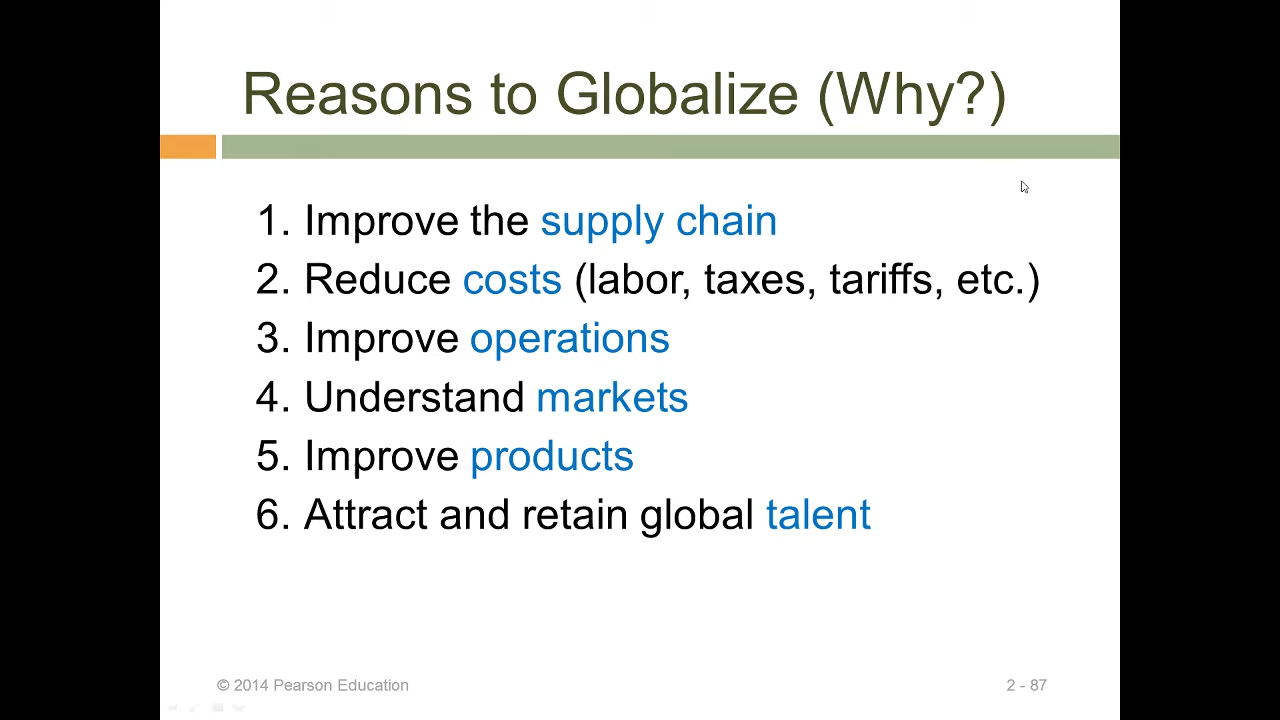 Reasons to Globalize (Why?)
1. Improve the supply chain
2. Reduce costs (labor, taxes, tariffs, etc.)
3. Improve operations
4. Understand markets
5. Improve products
6. Attract and retain global talent
© 2014 Pearson Education
2 - 87